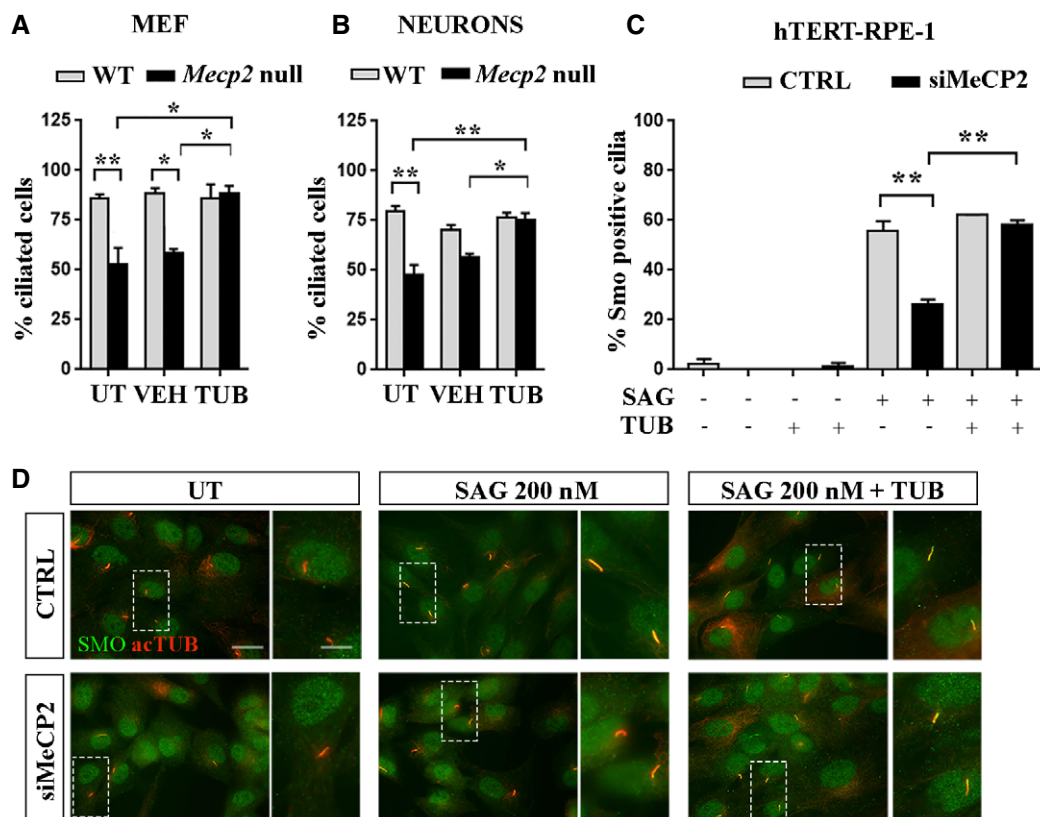 A MEF
WT Mecp2 null
* 
*
** *
125
100
75
50
25
0
% ciliated cells
UT VEH TUB
B NEURONS
WT Mecp2 null
**
** *
125
100
75
50
25
0
% ciliated cells
UT VEH TUB
C hTERT-RPE-1
CTRL siMeCP2
**
**
100
80
60
40
20
0
% Smo positive cilia
SAG - - - - + + + +
TUB - - + + - - + +
D
UT SAG 200 nM SAG 200 nM + TUB
CTRL
SMO acTUB
siMeCP2